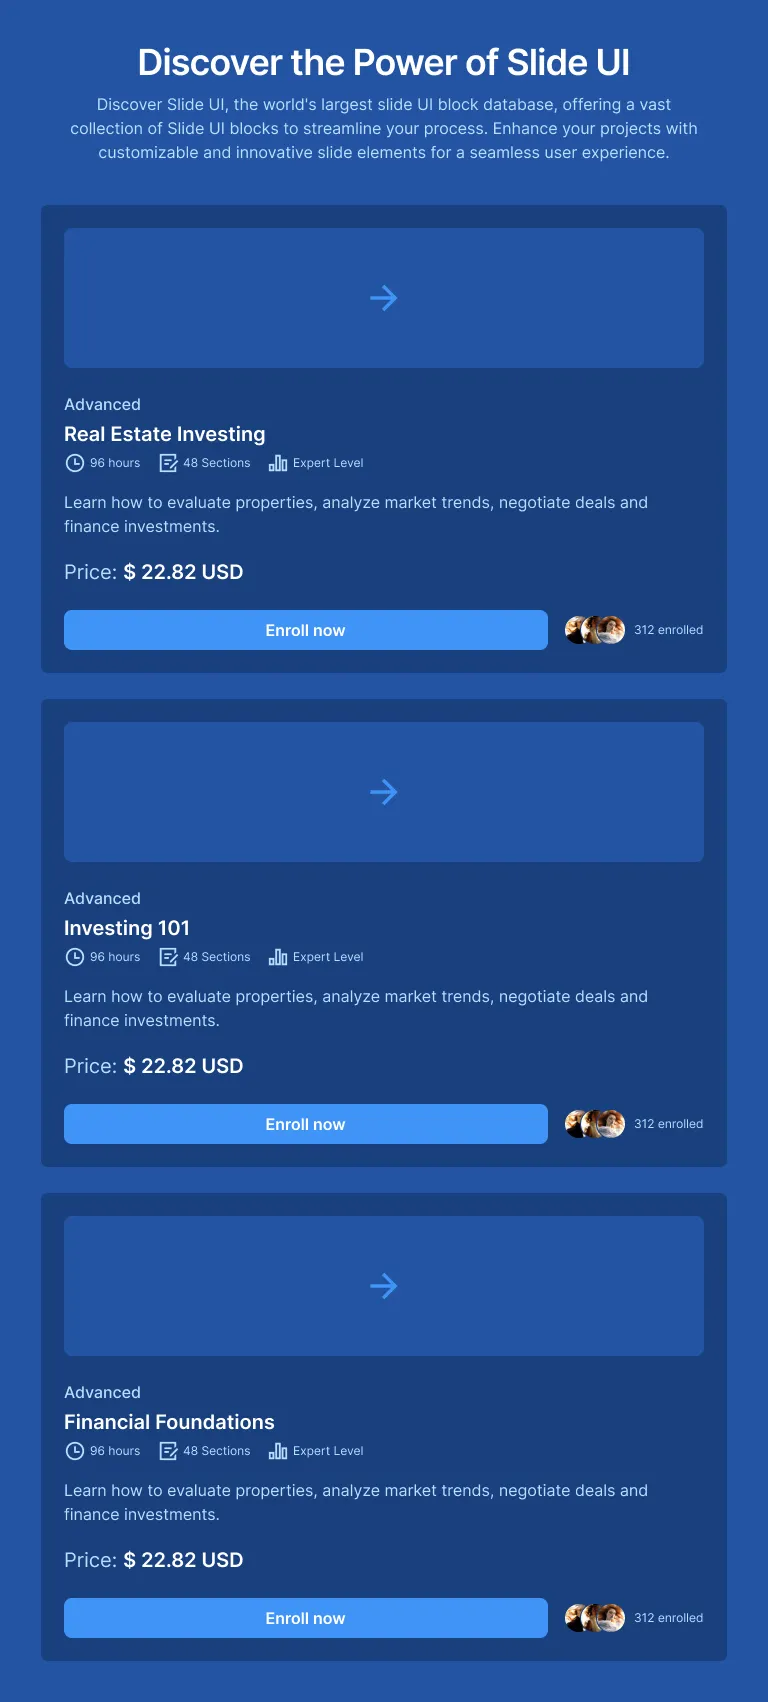 Discover the Power of Slide UI
Discover Slide UI, the world's largest slide UI block database, offering a vast
collection of Slide UI blocks to streamline your process. Enhance your projects with
customizable and innovative slide elements for a seamless user experience.
Advanced
Real Estate Investing
96 hours 48 Sections Expert Level
Learn how to evaluate properties, analyze market trends, negotiate deals and
finance investments.
Price: $ 22.82 USD
Enroll now 312 enrolled
Advanced
Investing 101
96 hours 48 Sections Expert Level
Learn how to evaluate properties, analyze market trends, negotiate deals and
finance investments.
Price: $ 22.82 USD
Enroll now 312 enrolled
Advanced
Financial Foundations
96 hours 48 Sections Expert Level
Learn how to evaluate properties, analyze market trends, negotiate deals and
finance investments.
Price: $ 22.82 USD
Enroll now 312 enrolled